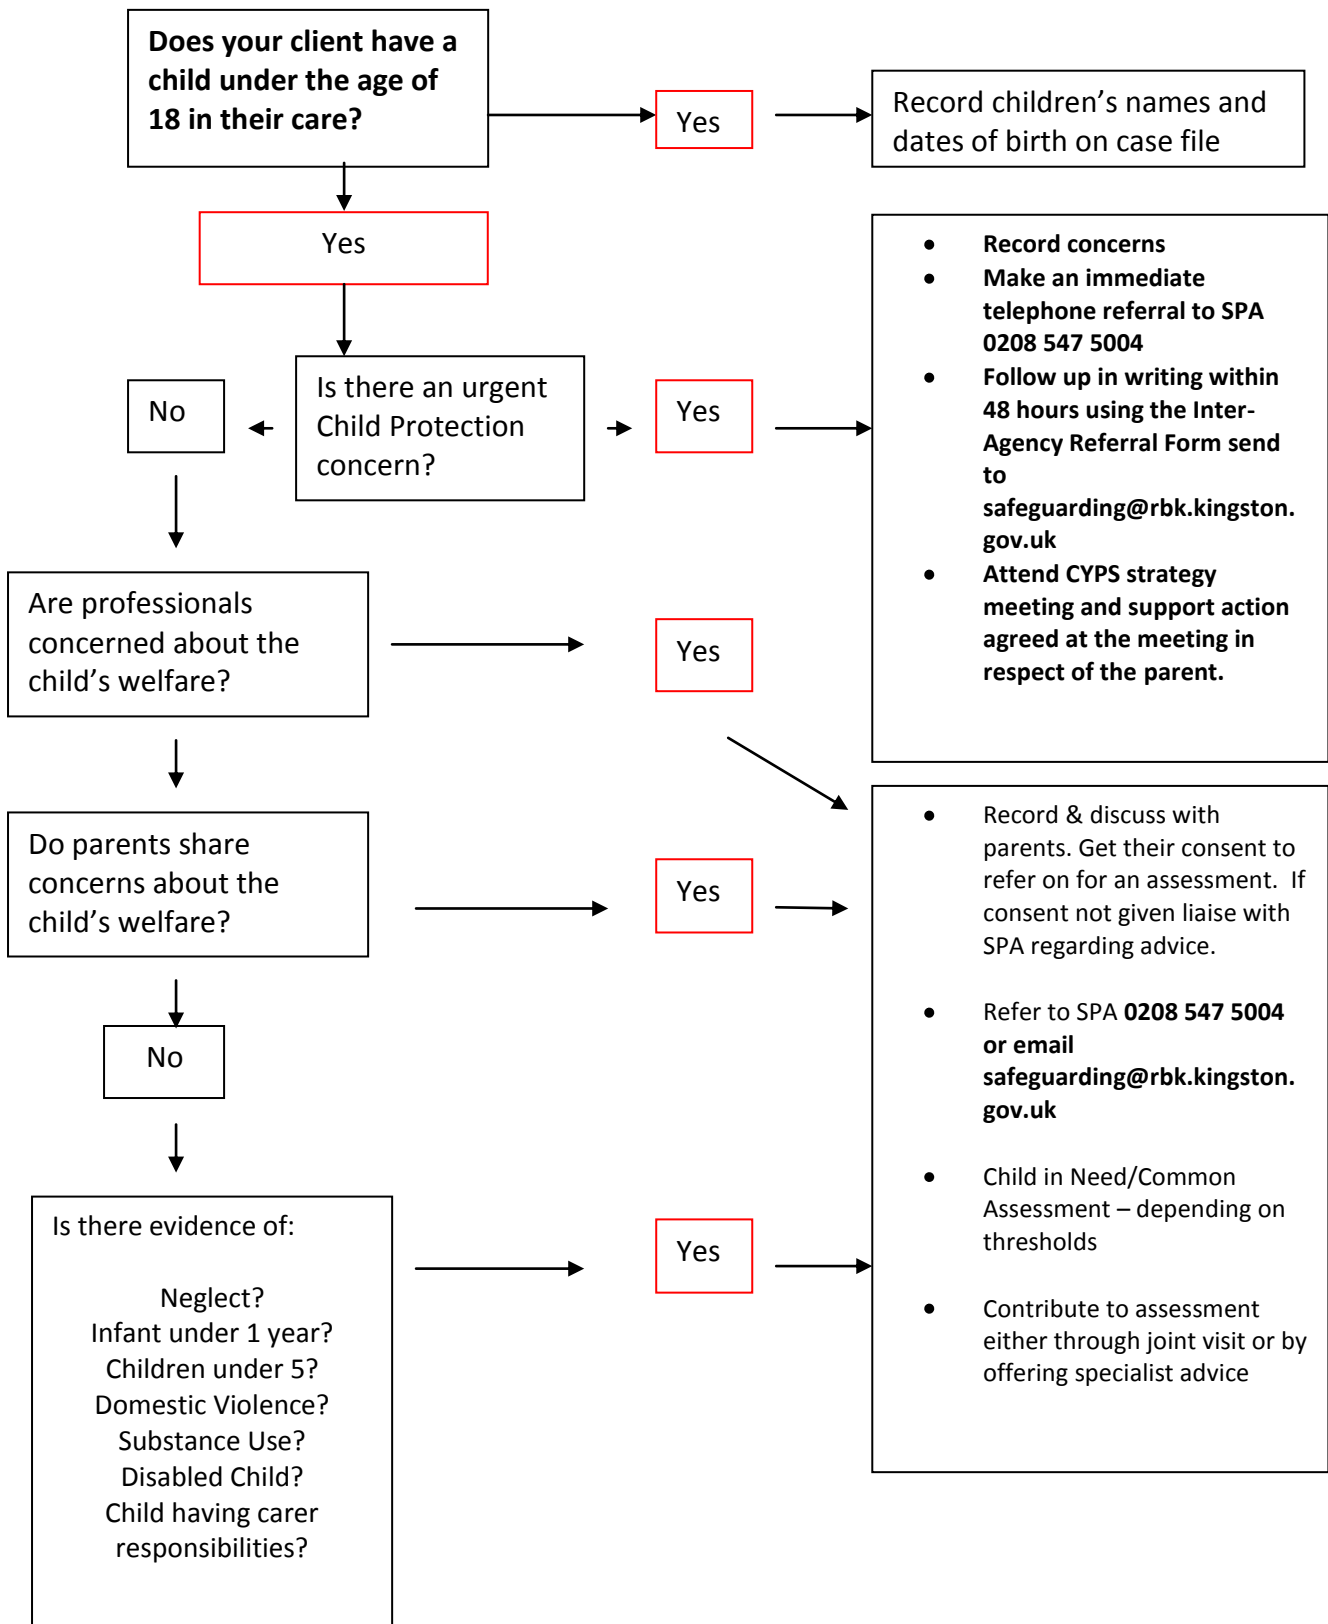 Does your client have a
child under the age of
18 in their care?
Yes
Record children’s names and
dates of birth on case file
Yes
Is there an urgent
Child Protection
concern?
No
Yes
• Record concerns
• Make an immediate
telephone referral to SPA
0208 547 5004
• Follow up in writing within
48 hours using the Inter-
Agency Referral Form send
to
safeguarding@rbk.kingston.
gov.uk
• Attend CYPS strategy
meeting and support action
agreed at the meeting in
respect of the parent.
Are professionals
concerned about the
child’s welfare?
Yes
Do parents share
concerns about the
child’s welfare?
Yes
• Record & discuss with
parents. Get their consent to
refer on for an assessment.  If
consent not given liaise with
SPA regarding advice.
• Refer to SPA 0208 547 5004
or email
safeguarding@rbk.kingston.
gov.uk
• Child in Need/Common
Assessment – depending on
thresholds
• Contribute to assessment
either through joint visit or by
offering specialist advice
No
Is there evidence of:
Neglect?
Infant under 1 year?
Children under 5?
Domestic Violence?
Substance Use?
Disabled Child?
Child having carer
responsibilities?
Yes